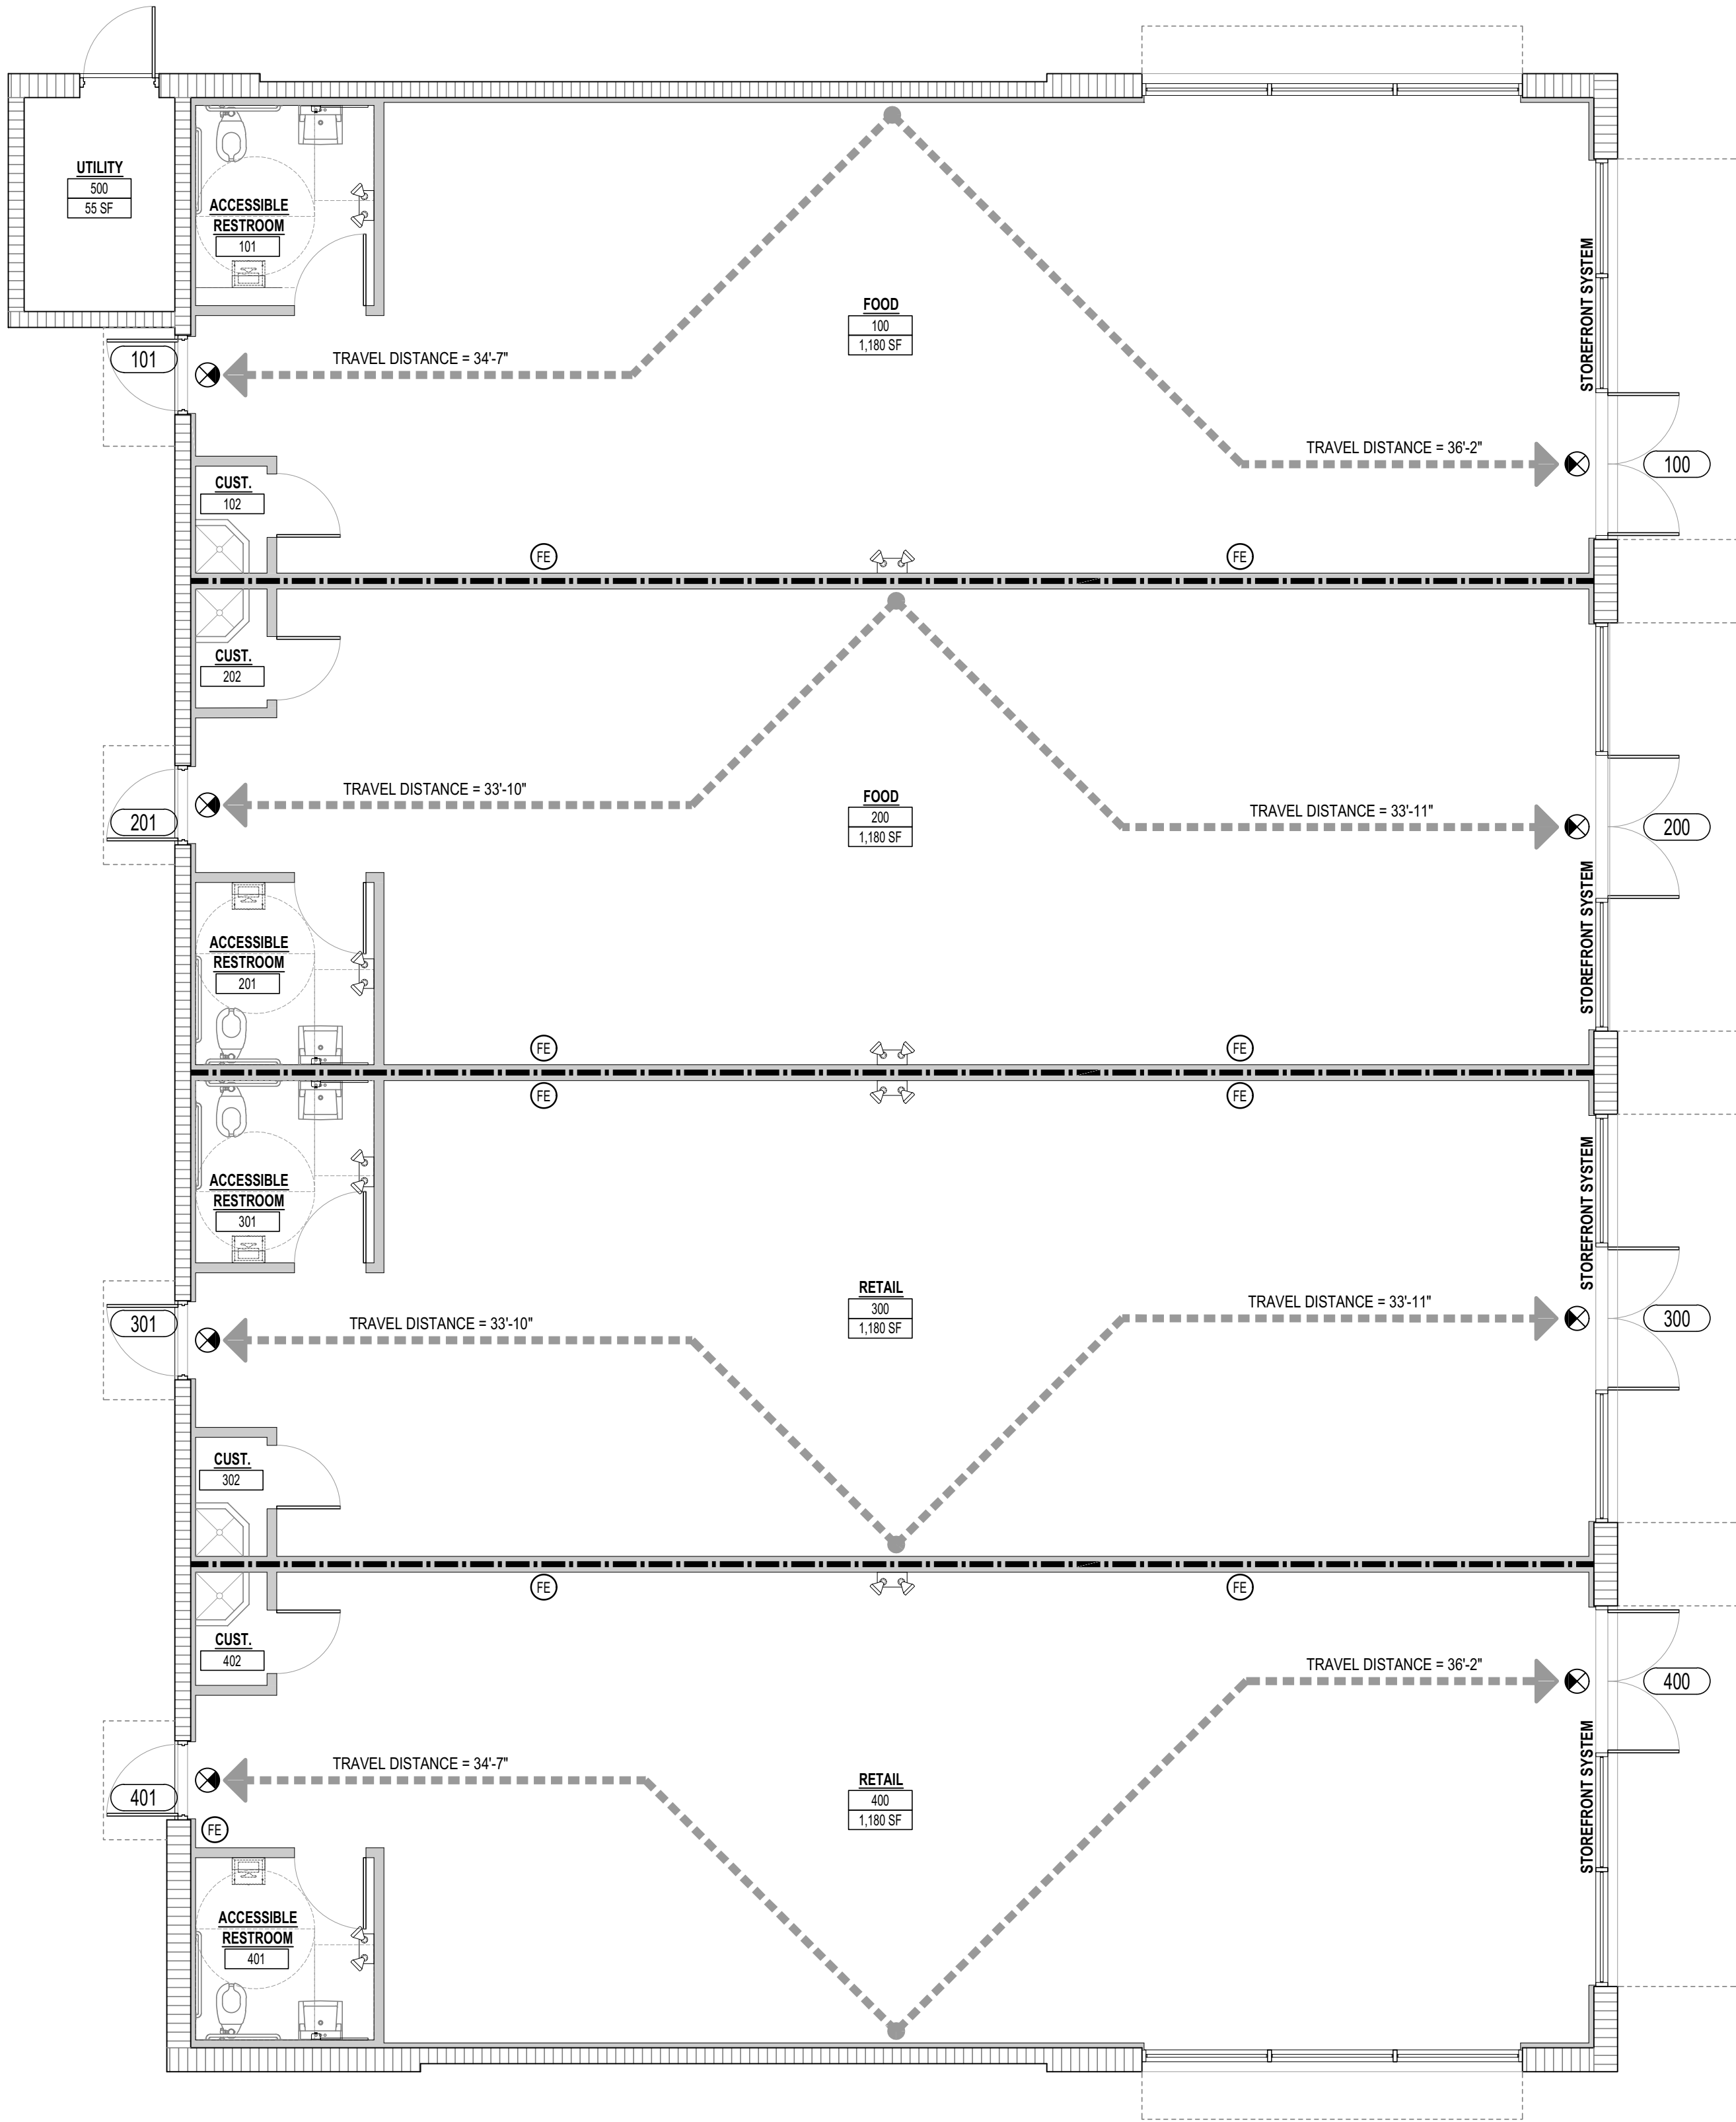 UTILITY
500
55 SF
ACCESSIBLE
RESTROOM
101
STOREFRONT SYSTEM
FOOD
100
1,180 SF
101
TRAVEL DISTANCE = 34'-7"
TRAVEL DISTANCE = 36'-2"
100
CUST.
102
FE
FE
CUST.
202
TRAVEL DISTANCE = 33'-10"
FOOD
200
1,180 SF
TRAVEL DISTANCE = 33'-11"
201
200
STOREFRONT SYSTEM
ACCESSIBLE
RESTROOM
201
FE
FE
FE
FE
ACCESSIBLE
RESTROOM
301
STOREFRONT SYSTEM
RETAIL
300
1,180 SF
TRAVEL DISTANCE = 33'-11"
301
TRAVEL DISTANCE = 33'-10"
300
CUST.
302
FE
FE
CUST.
402
TRAVEL DISTANCE = 36'-2"
400
TRAVEL DISTANCE = 34'-7"
RETAIL
400
1,180 SF
401
FE
STOREFRONT SYSTEM
ACCESSIBLE
RESTROOM
401